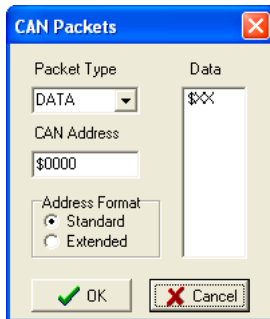 CAN Packets
Packet Type
Data
DATA
$XX
CAN Address
$0000
Address Format
Standard
Extended
OK
Cancel